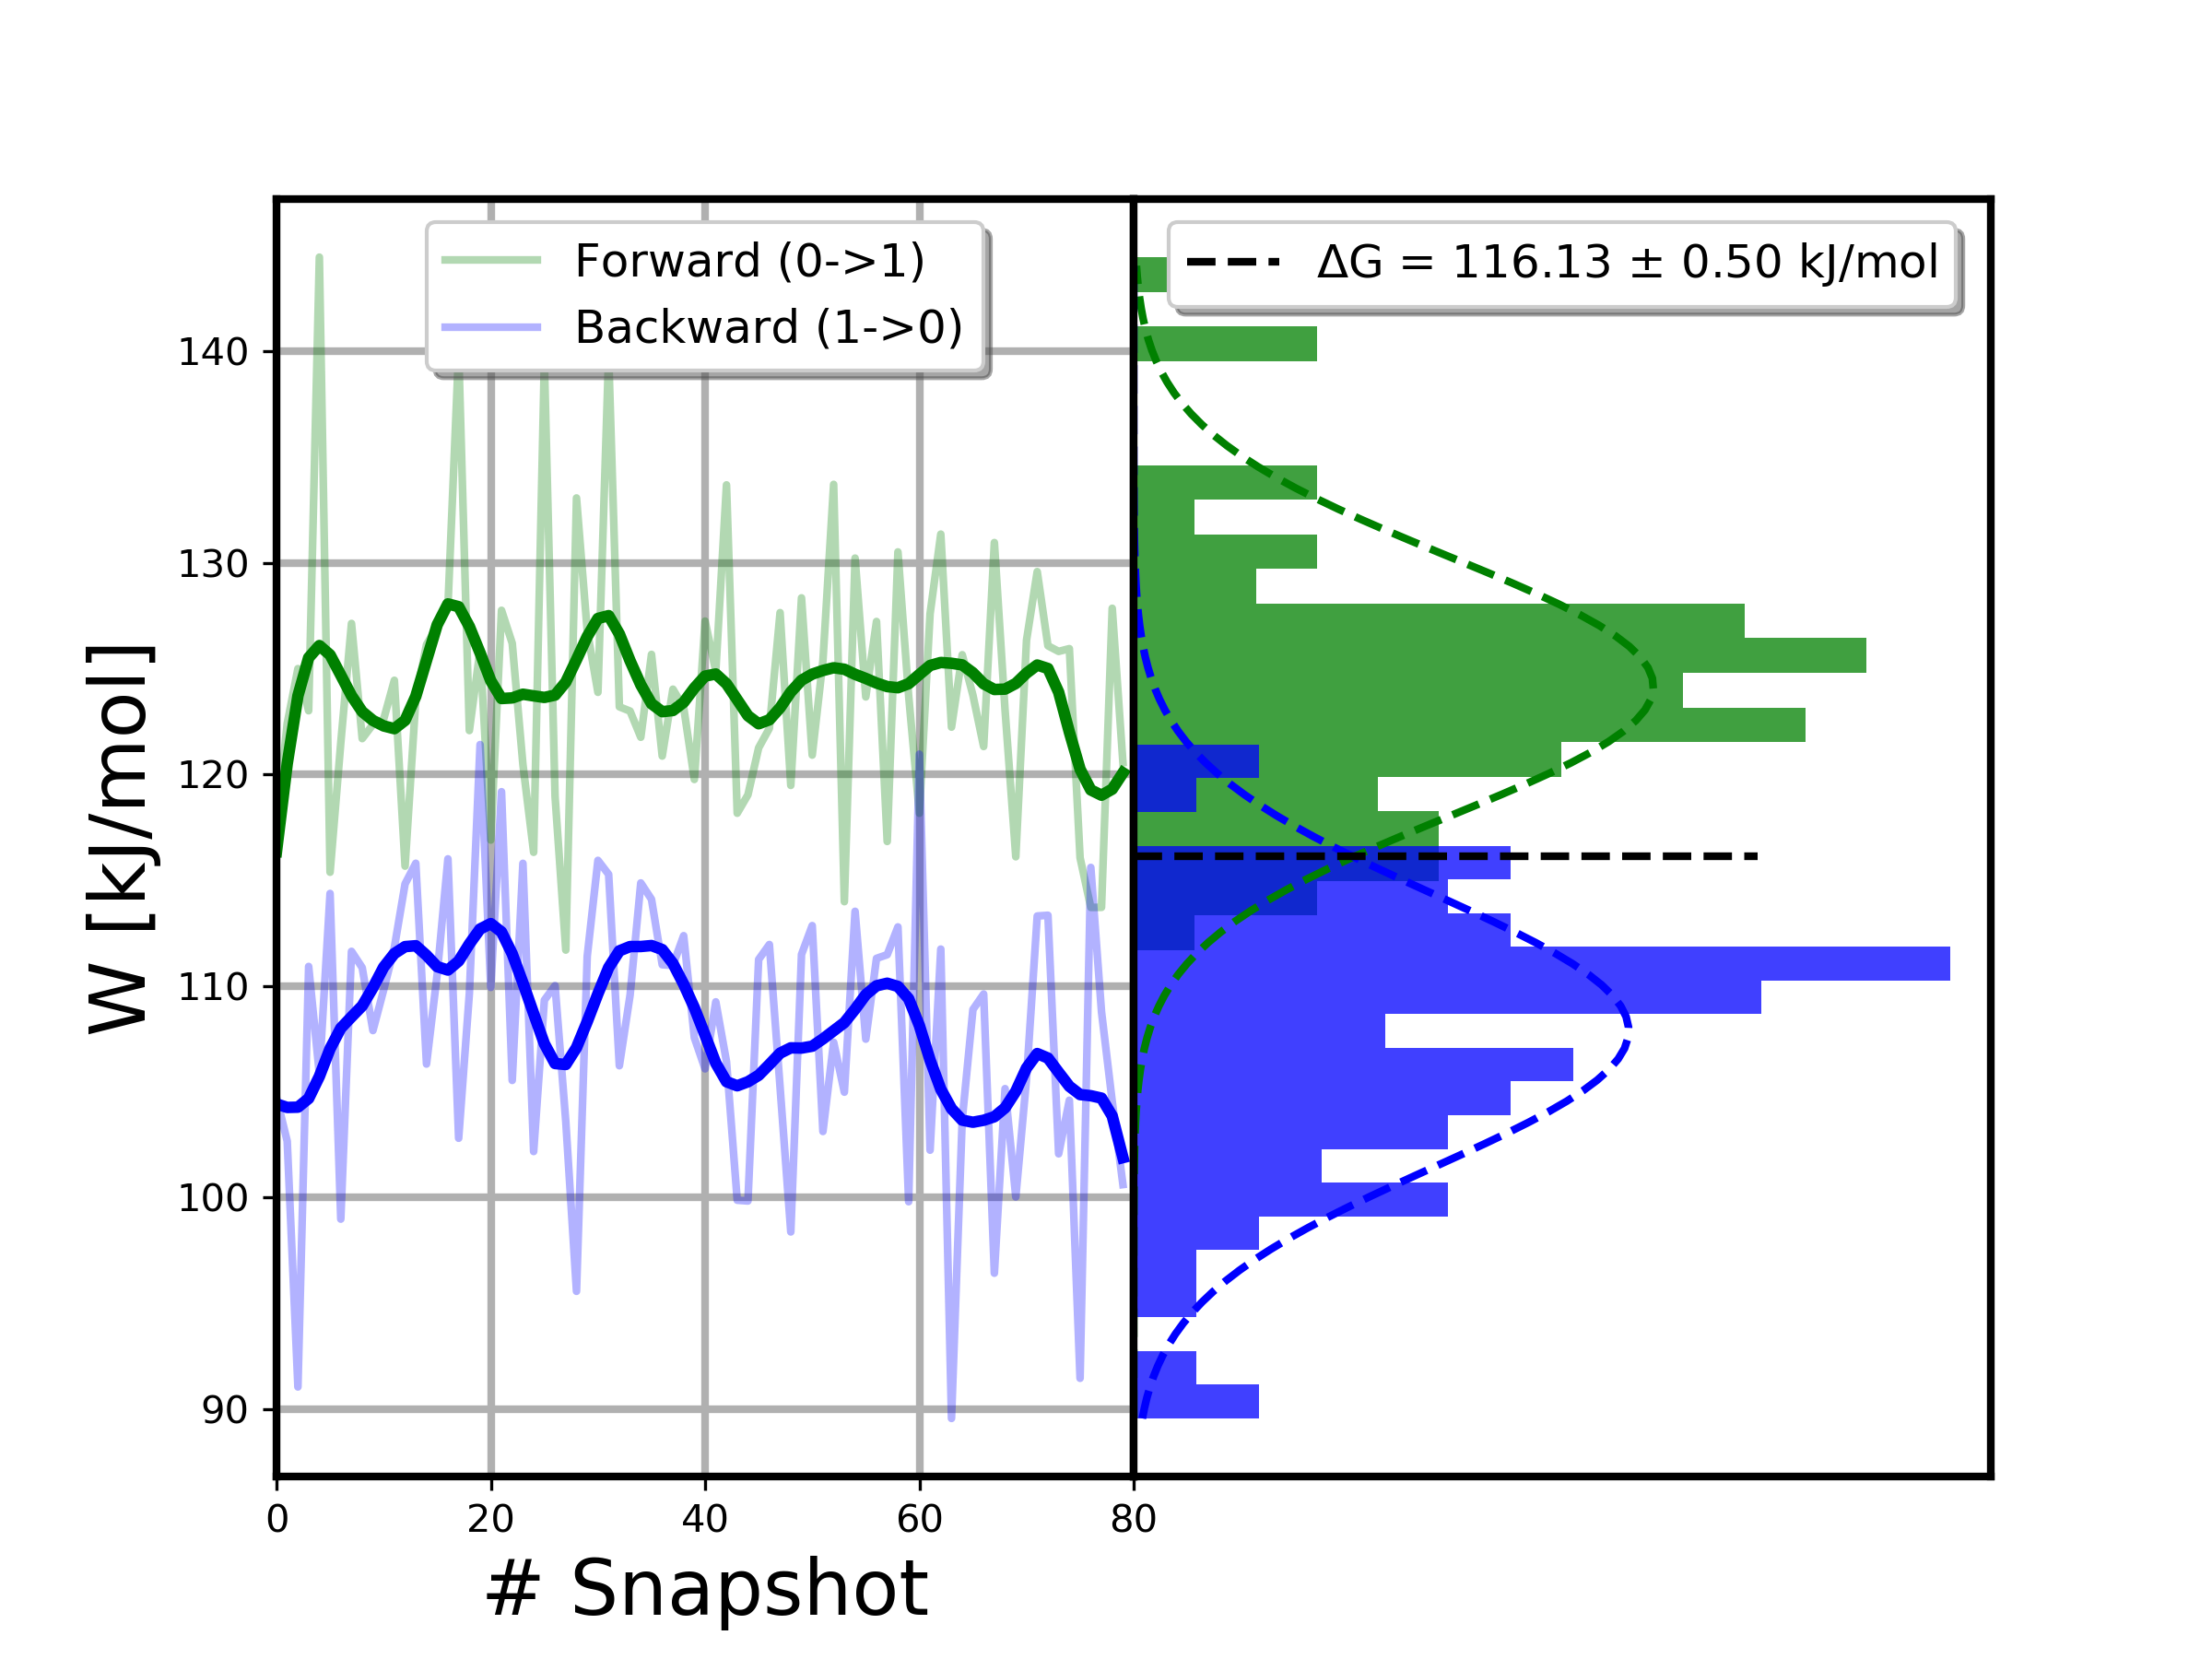 Forward (0->1)
Backward (1->0)
ΔG = 116.13 ± 0.50 kJ/mol
140
130
120
110
100
90
W [kJ/mol]
0 20 40 60 80
# Snapshot